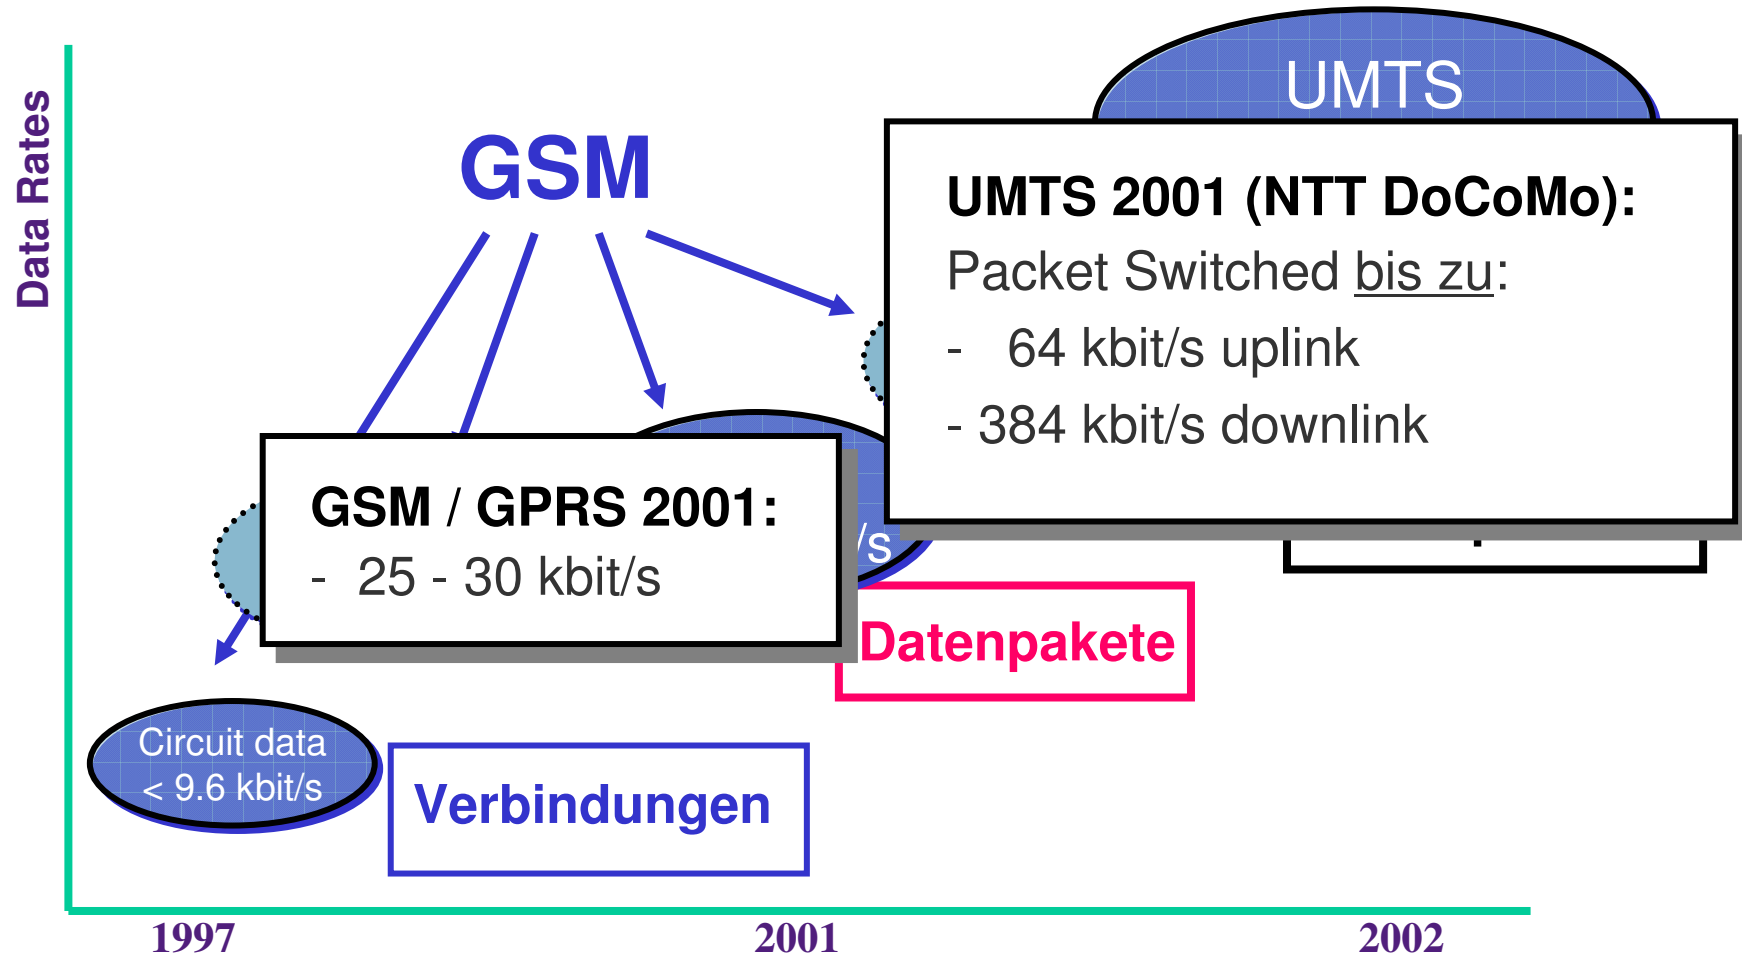 UMTS
Data Rates
GSM
UMTS 2001 (NTT DoCoMo):
Packet Switched bis zu:
- 64 kbit/s uplink
- 384 kbit/s downlink
GSM / GPRS 2001:
- 25 - 30 kbit/s
/s
Datenpakete
Circuit data
< 9.6 kbit/s
Verbindungen
1997
2001
2002